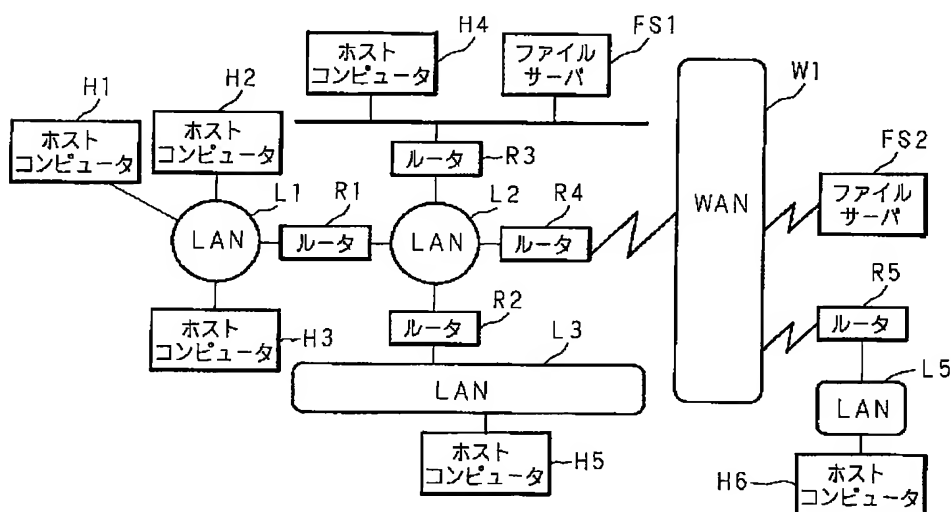 H4
FS1
ホスト
コンピュータ
ファイル
サーバ
W1
H1
H2
ホスト
コンピュータ
ホスト
コンピュータ
ルータ
R3
FS2
ファイル
サーバ
L1
R1
L2
R4
WAN
LAN
ルータ
LAN
ルータ
R2
R5
ルータ
ルータ
ホスト
コンピュータ
H3
L3
LAN
L5
LAN
ホスト
コンピュータ
H5
H6
ホスト
コンピュータ